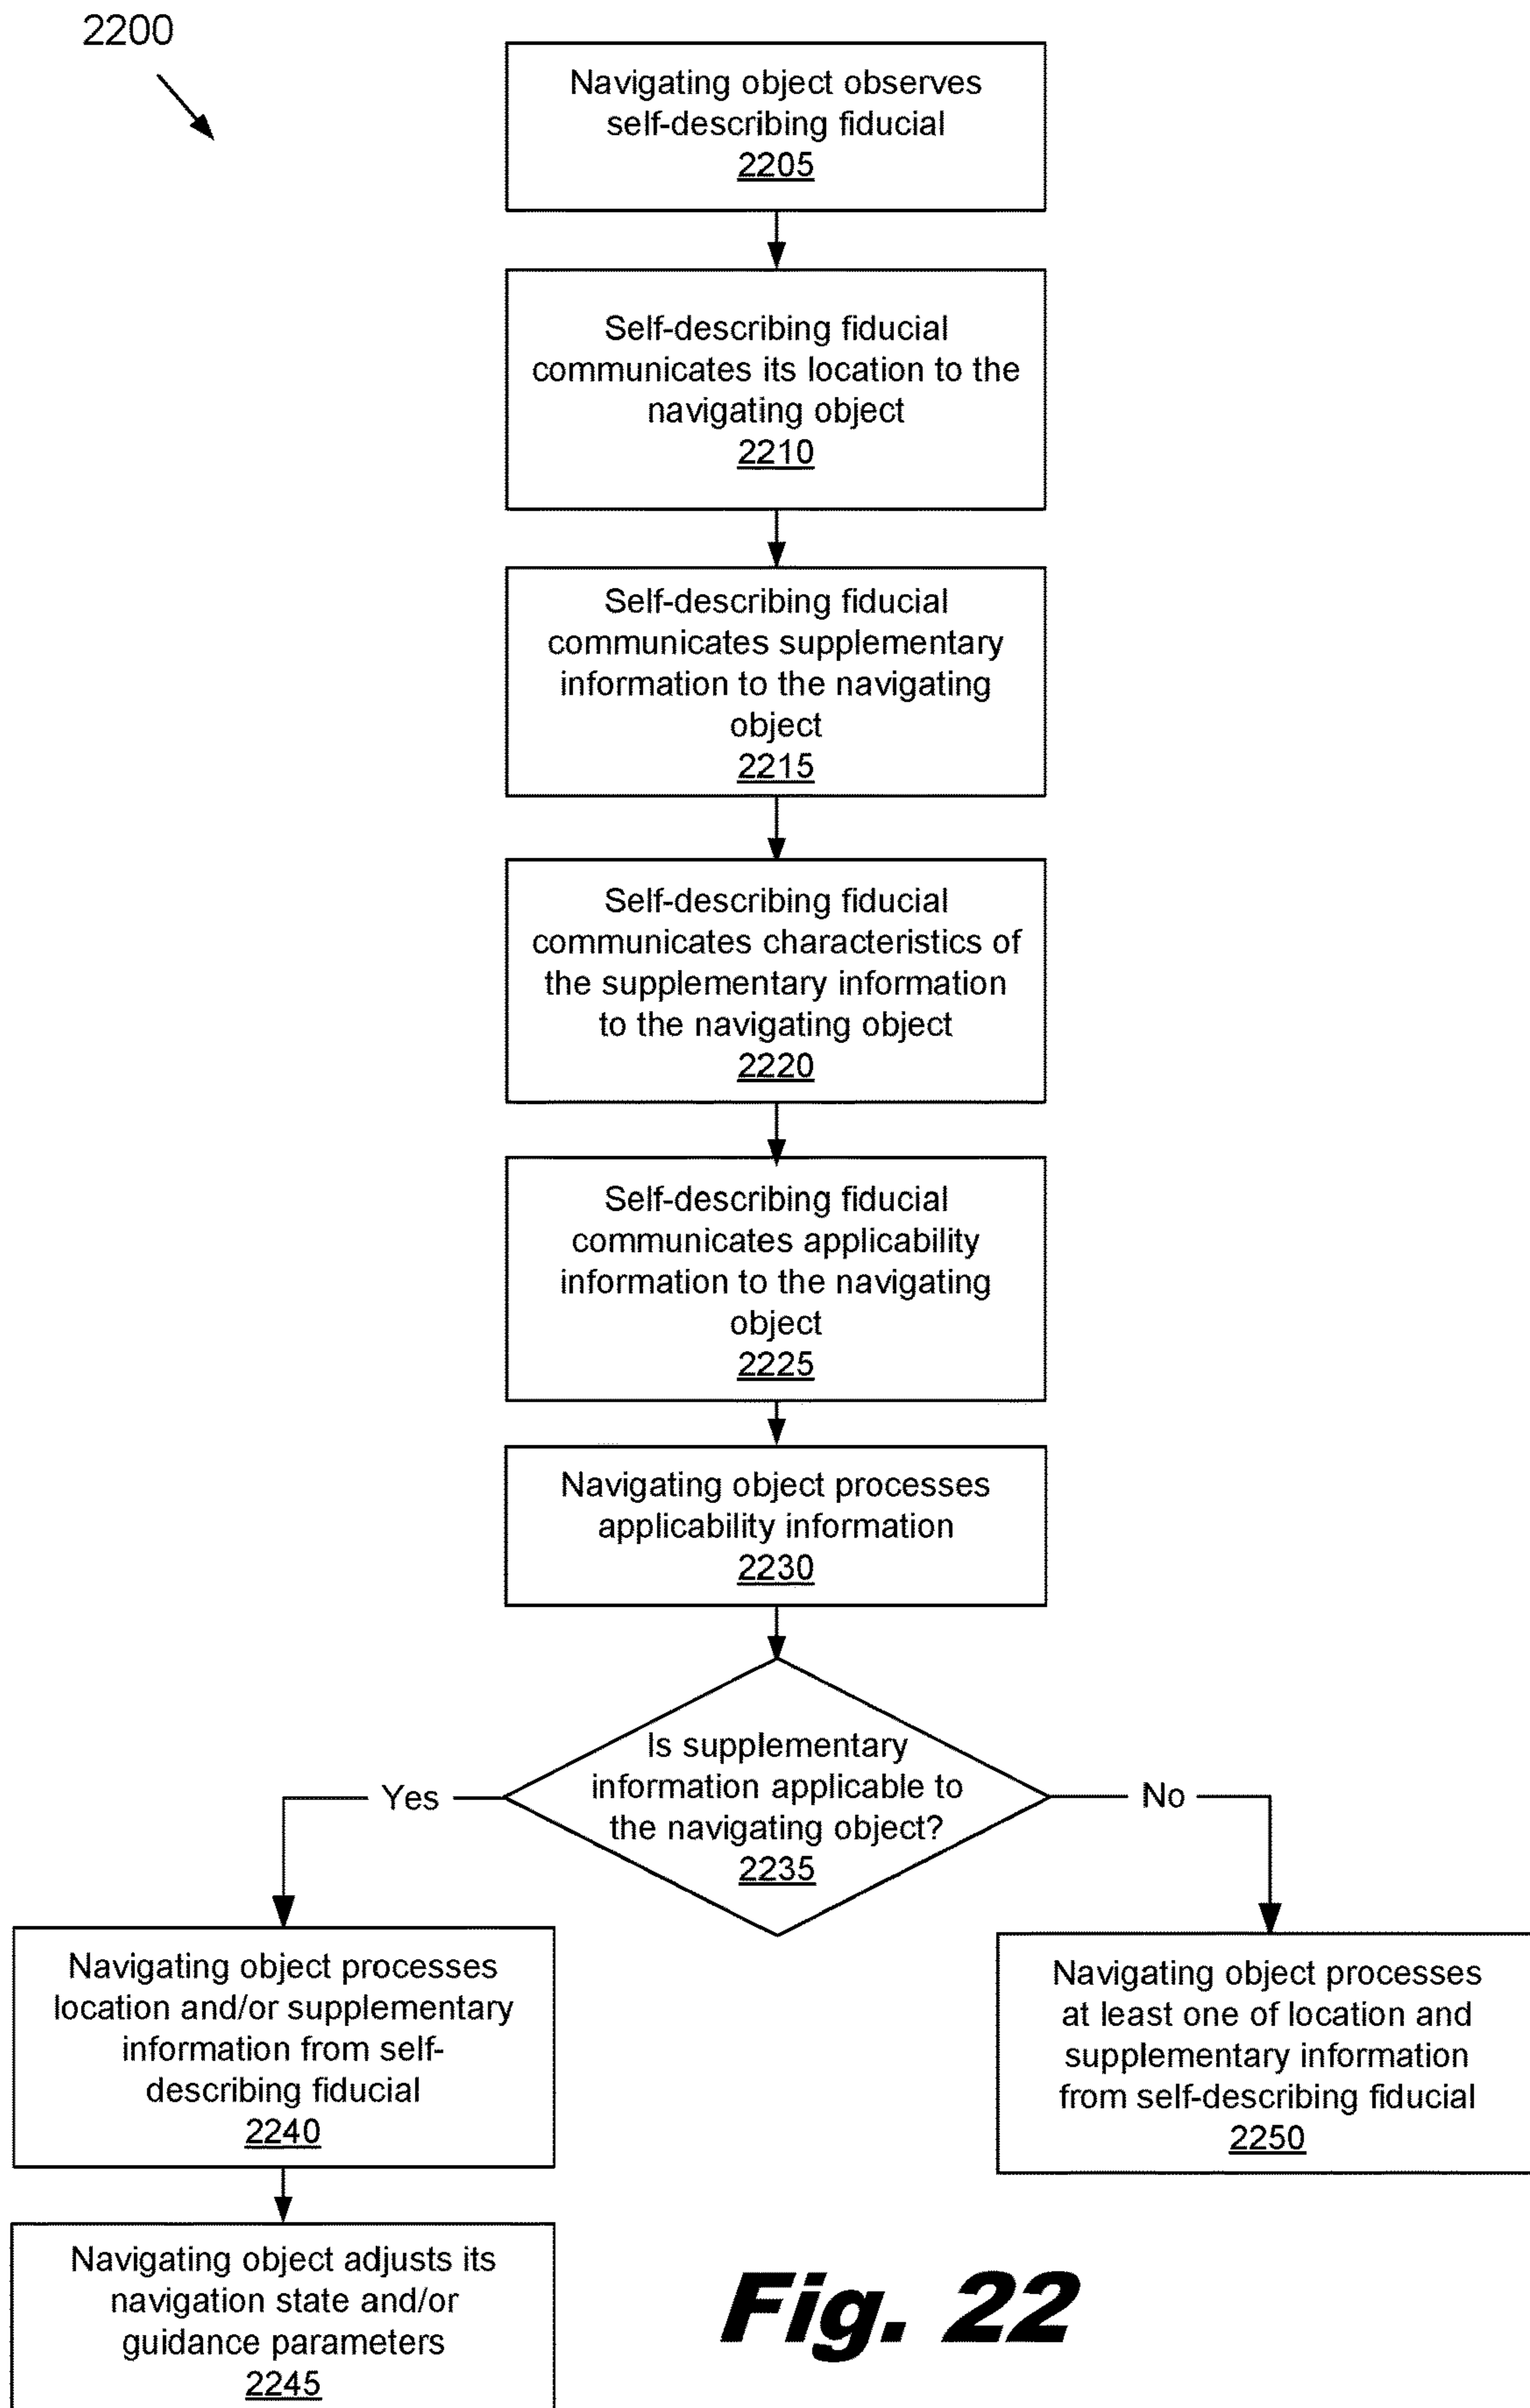 2200
Navigating object observes
self-describing fiducial
2205
Self-describing fiducial
communicates its location to the
navigating object
2210
Self-describing fiducial
communicates supplementary
information to the navigating
object
2215
Self-describing fiducial
communicates characteristics of
the supplementary information
to the navigating object
2220
Self-describing fiducial
communicates applicability
information to the navigating
object
2225
Navigating object processes
applicability information
2230
Is supplementary
information applicable to
the navigating object?
2235
Yes
No
Navigating object processes
location and/or supplementary
information from self-
describing fiducial
2240
Navigating object processes
at least one of location and
supplementary information
from self-describing fiducial
2250
Navigating object adjusts its
navigation state and/or
guidance parameters
2245
Fig. 22